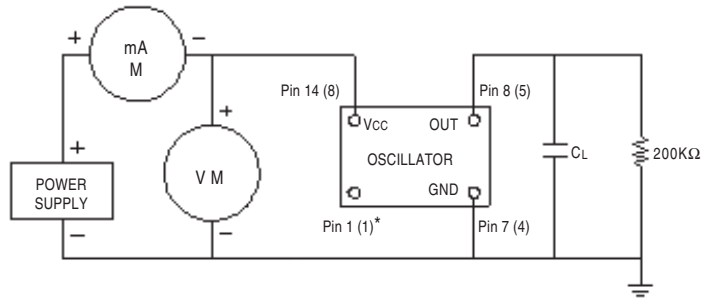 + mA M −
Pin 14 (8)
Pin 8 (5)
+
VCC
OUT
OSCILLATOR
GND
+
POWER
SUPPLY
−
V M
−
Pin 1 (1)*
Pin 7 (4)
CL
200KΩ